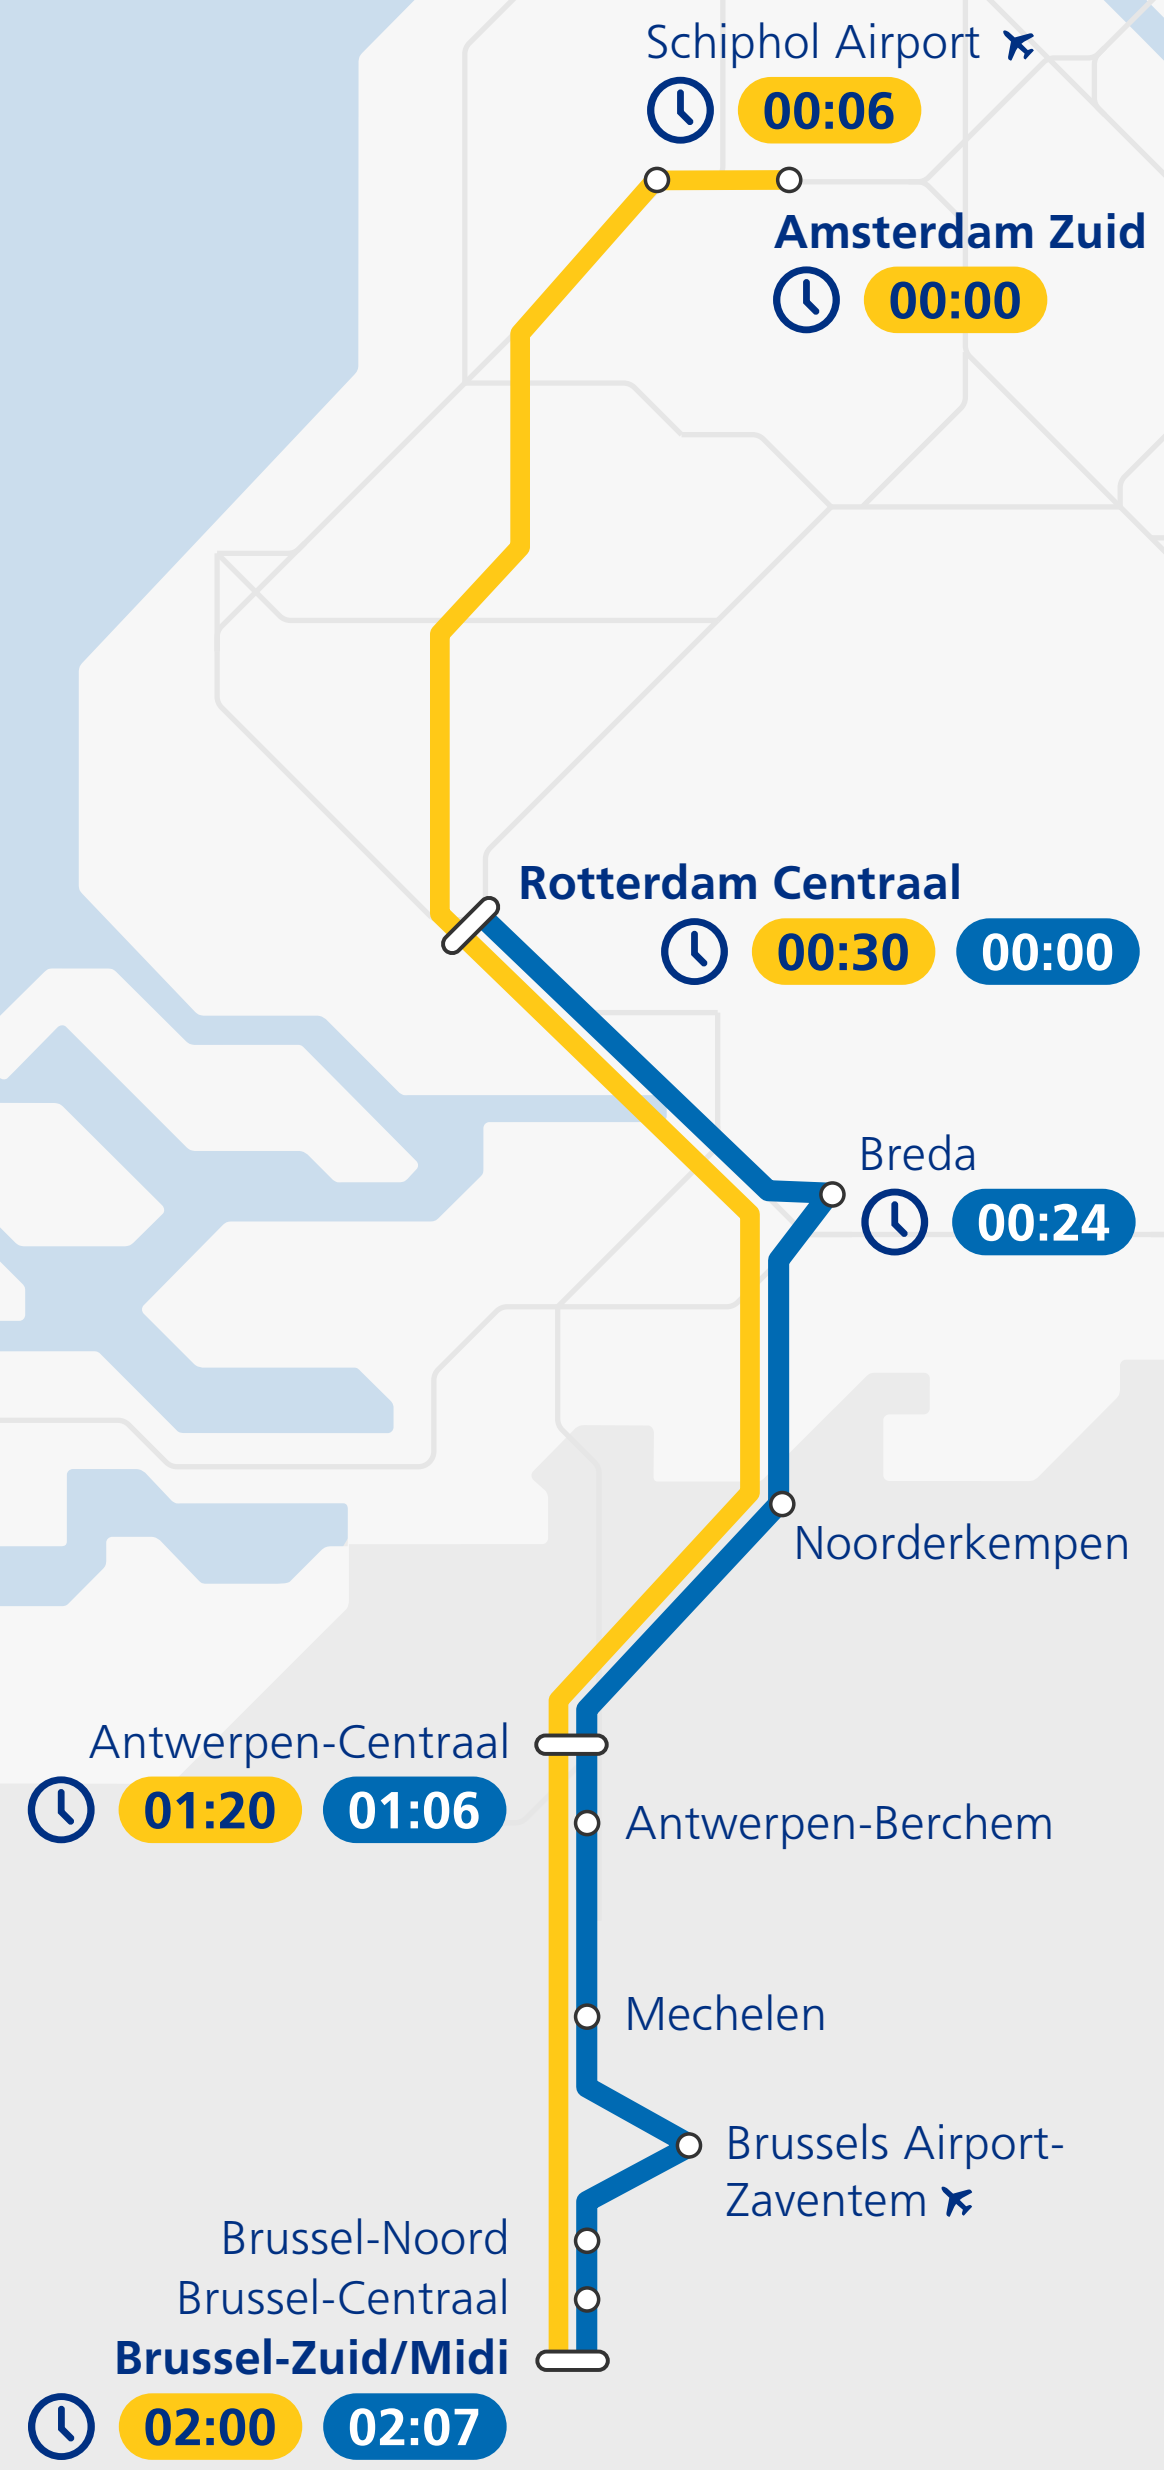 Schiphol Airport
00:06
Amsterdam Zuid
00:00
Rotterdam Centraal
00:30 00:00
Breda
00:24
Noorderkempen
Antwerpen-Centraal
01:20 01:06
Antwerpen-Berchem
Mechelen
Brussels Airport-
Zaventem
Brussel-Noord
Brussel-Centraal
Brussel-Zuid/Midi
02:00 02:07